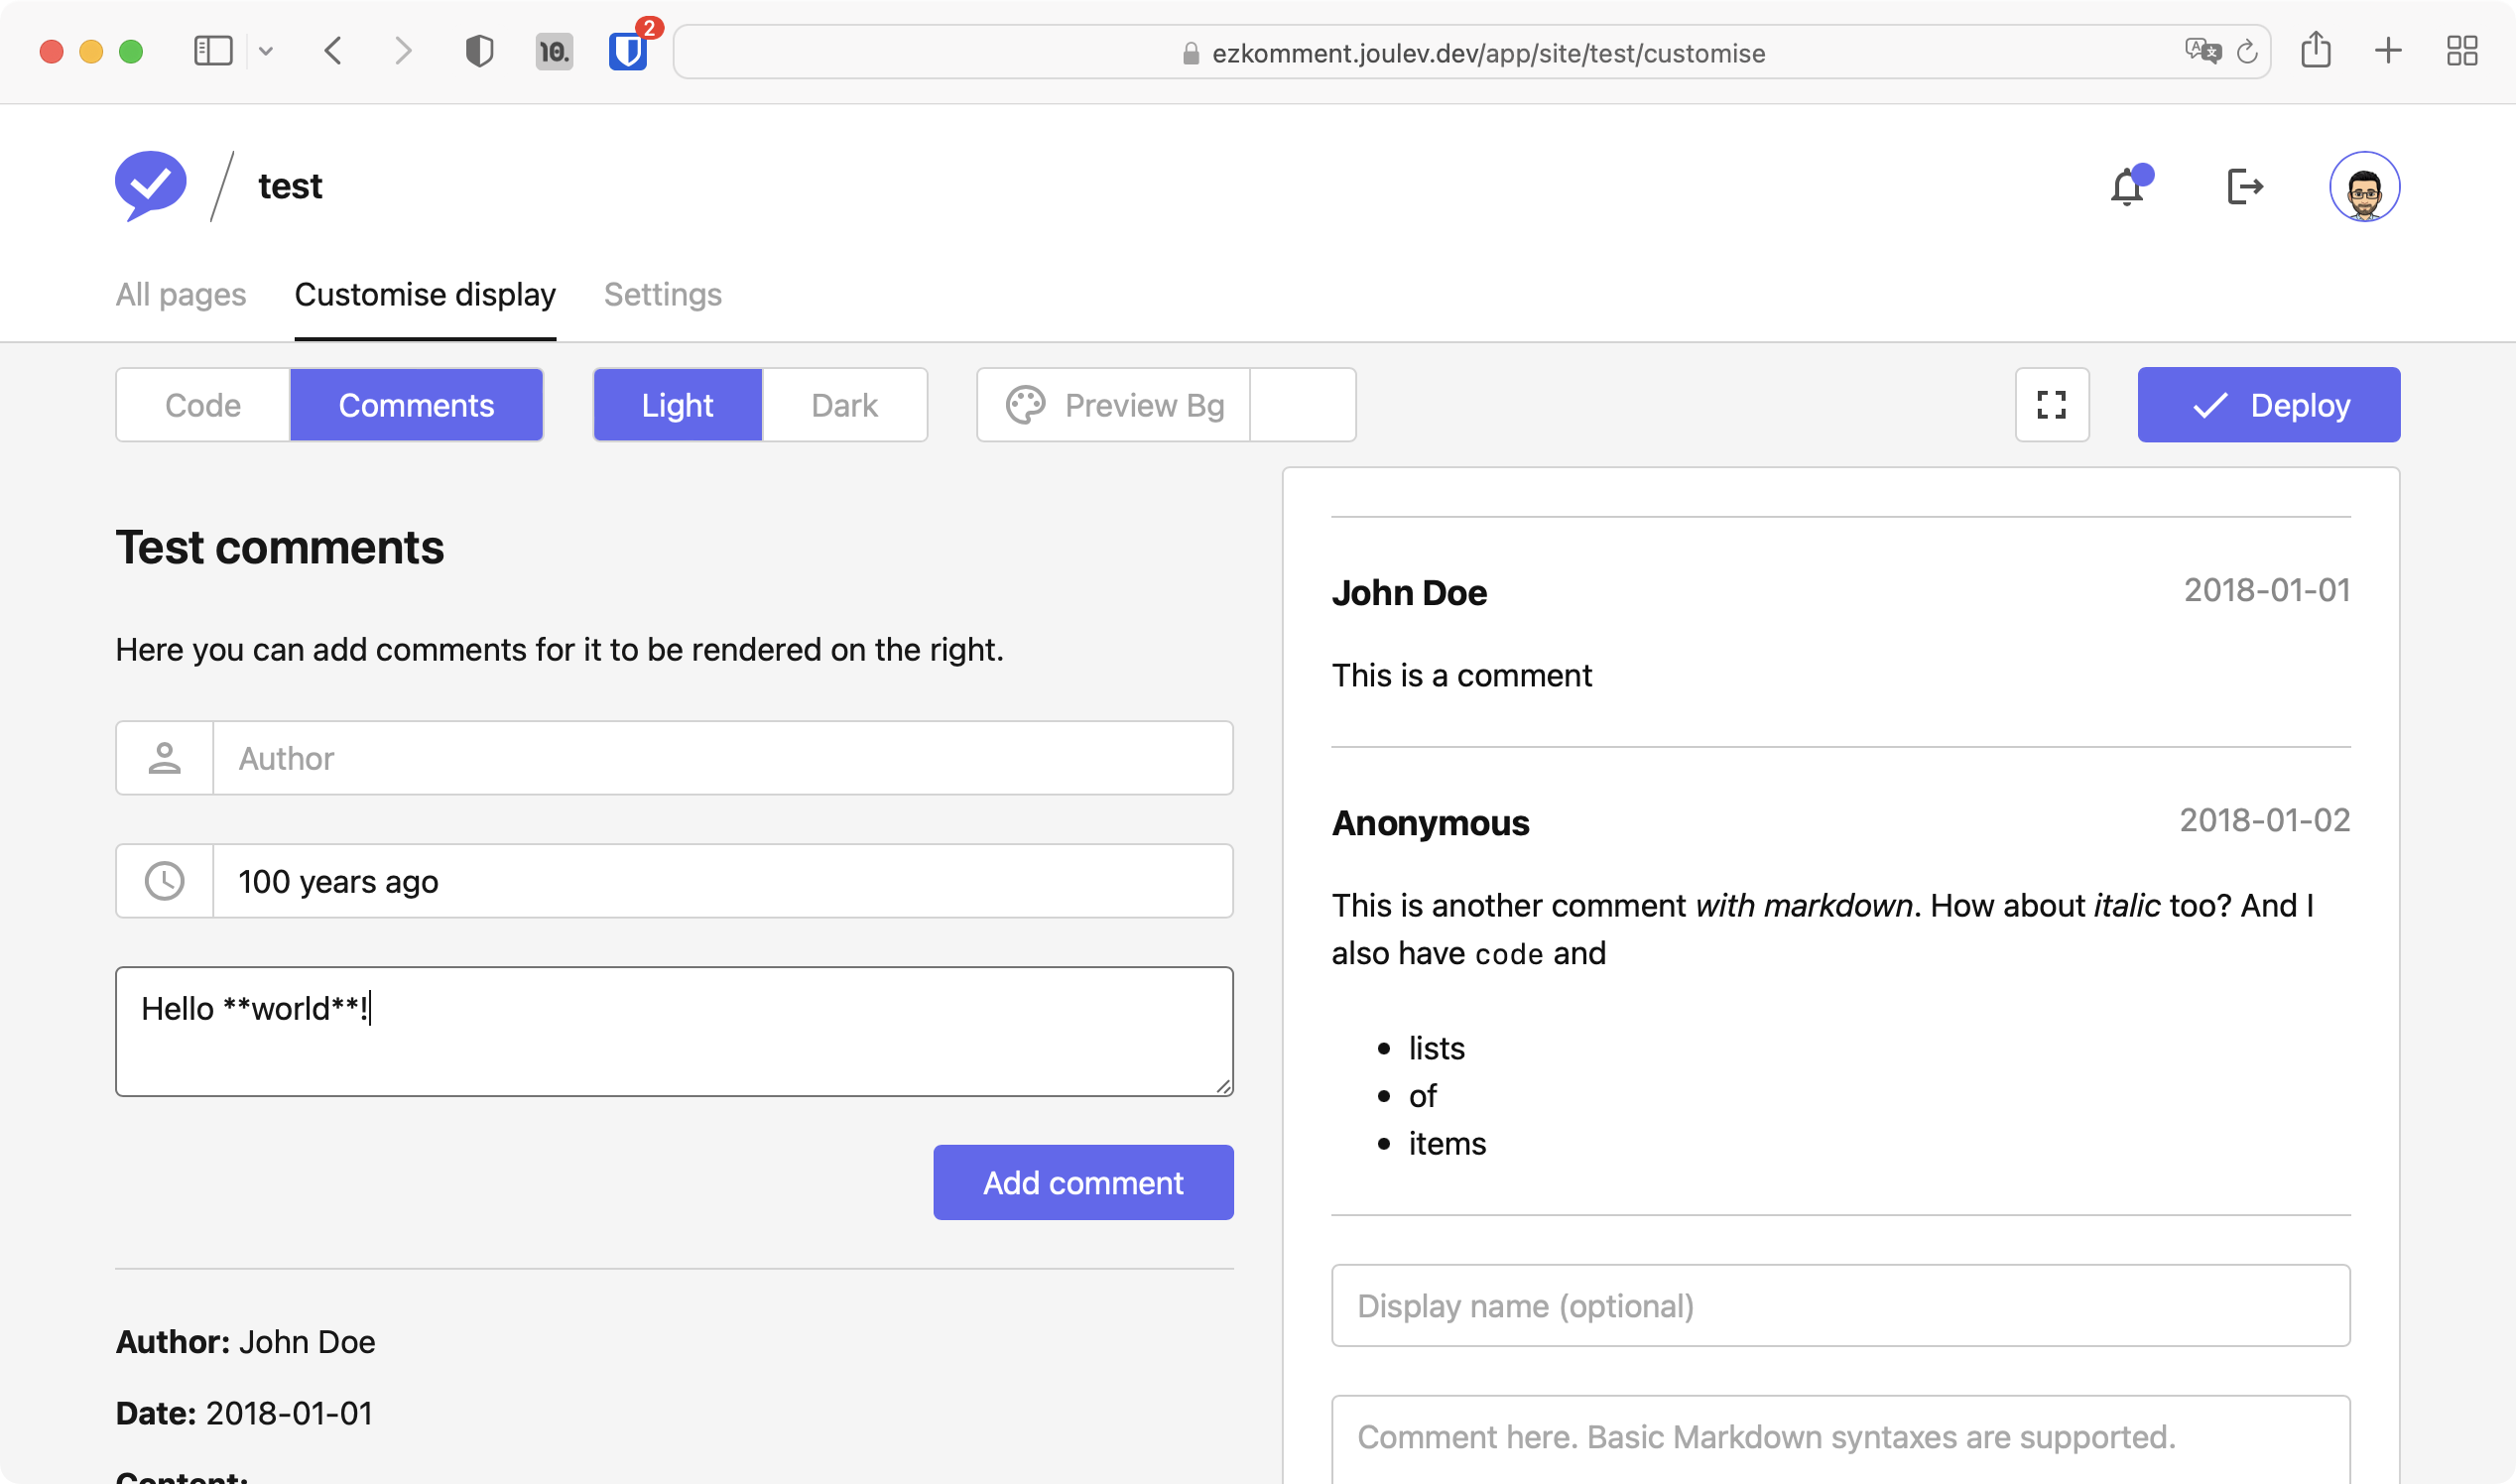 2
10.
ezkomment.joulev.dev/app/site/test/customise
test
All pages
Customise display
Settings
Code
Comments
Light
Dark
Preview Bg
Deploy
Test comments
Here you can add comments for it to be rendered on the right.
Author
100 years ago
Hello **world**!
Add comment
Author: John Doe
Date: 2018-01-01
Content:
John Doe
2018-01-01
This is a comment
Anonymous
2018-01-02
This is another comment with markdown. How about italic too? And I
also have code and
• lists
• of
• items
Display name (optional)
Comment here. Basic Markdown syntaxes are supported.